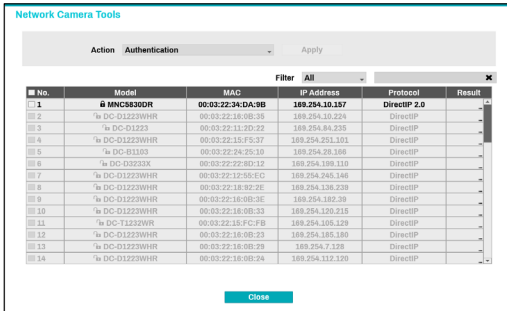 Network Camera Tools
Action Authentication Apply
Filter All
No. Model MAC IP Address Protocol Result
1 MNC5830DR 00:03:22:34:DA:9B 169.254.10.157 DirectIP 2.0 _
2 DC-D1223WHR 00:03:22:16:0B:35 169.254.10.224 DirectIP _
3 DC-D1223 00:03:22:11:2D:22 169.254.84.235 DirectIP _
4 DC-D1223WHR 00:03:22:15:F5:37 169.254.251.101 DirectIP _
5 DC-B1103 00:03:22:24:25:10 169.254.28.166 DirectIP _
6 DC-D3233X 00:03:22:22:8D:12 169.254.199.110 DirectIP _
7 DC-D1223WHR 00:03:22:12:55:EC 169.254.245.146 DirectIP _
8 DC-D1223WHR 00:03:22:18:92:2E 169.254.136.239 DirectIP _
9 DC-D1223WHR 00:03:22:16:0B:3E 169.254.182.39 DirectIP _
10 DC-D1223WHR 00:03:22:16:0B:33 169.254.120.215 DirectIP _
11 DC-T1232WR 00:03:22:15:FC:FB 169.254.105.129 DirectIP _
12 DC-D1223WHR 00:03:22:16:0B:23 169.254.165.180 DirectIP _
13 DC-D1223WHR 00:03:22:16:0B:29 169.254.7.128 DirectIP _
14 DC-D1223WHR 00:03:22:16:0B:24 169.254.112.120 DirectIP _
Close